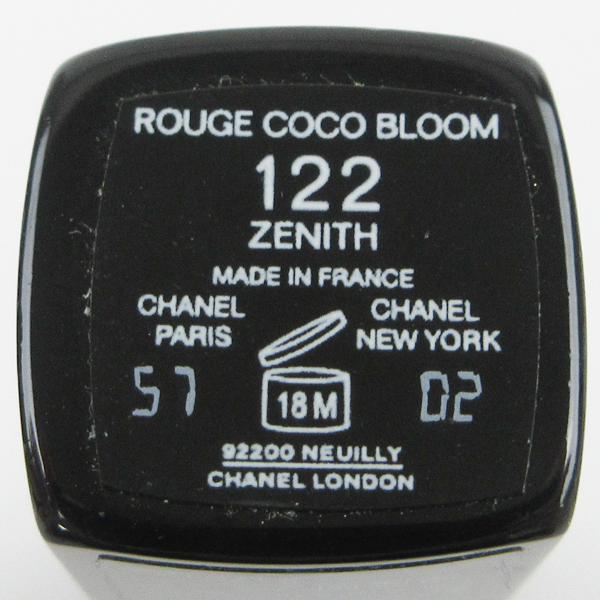 ROUGE COCO BLOOM
122
ZENITH
MADE IN FRANCE
CHANEL PARIS
CHANEL NEW YORK
57
18M
02
92200 NEUILLY
CHANEL LONDON